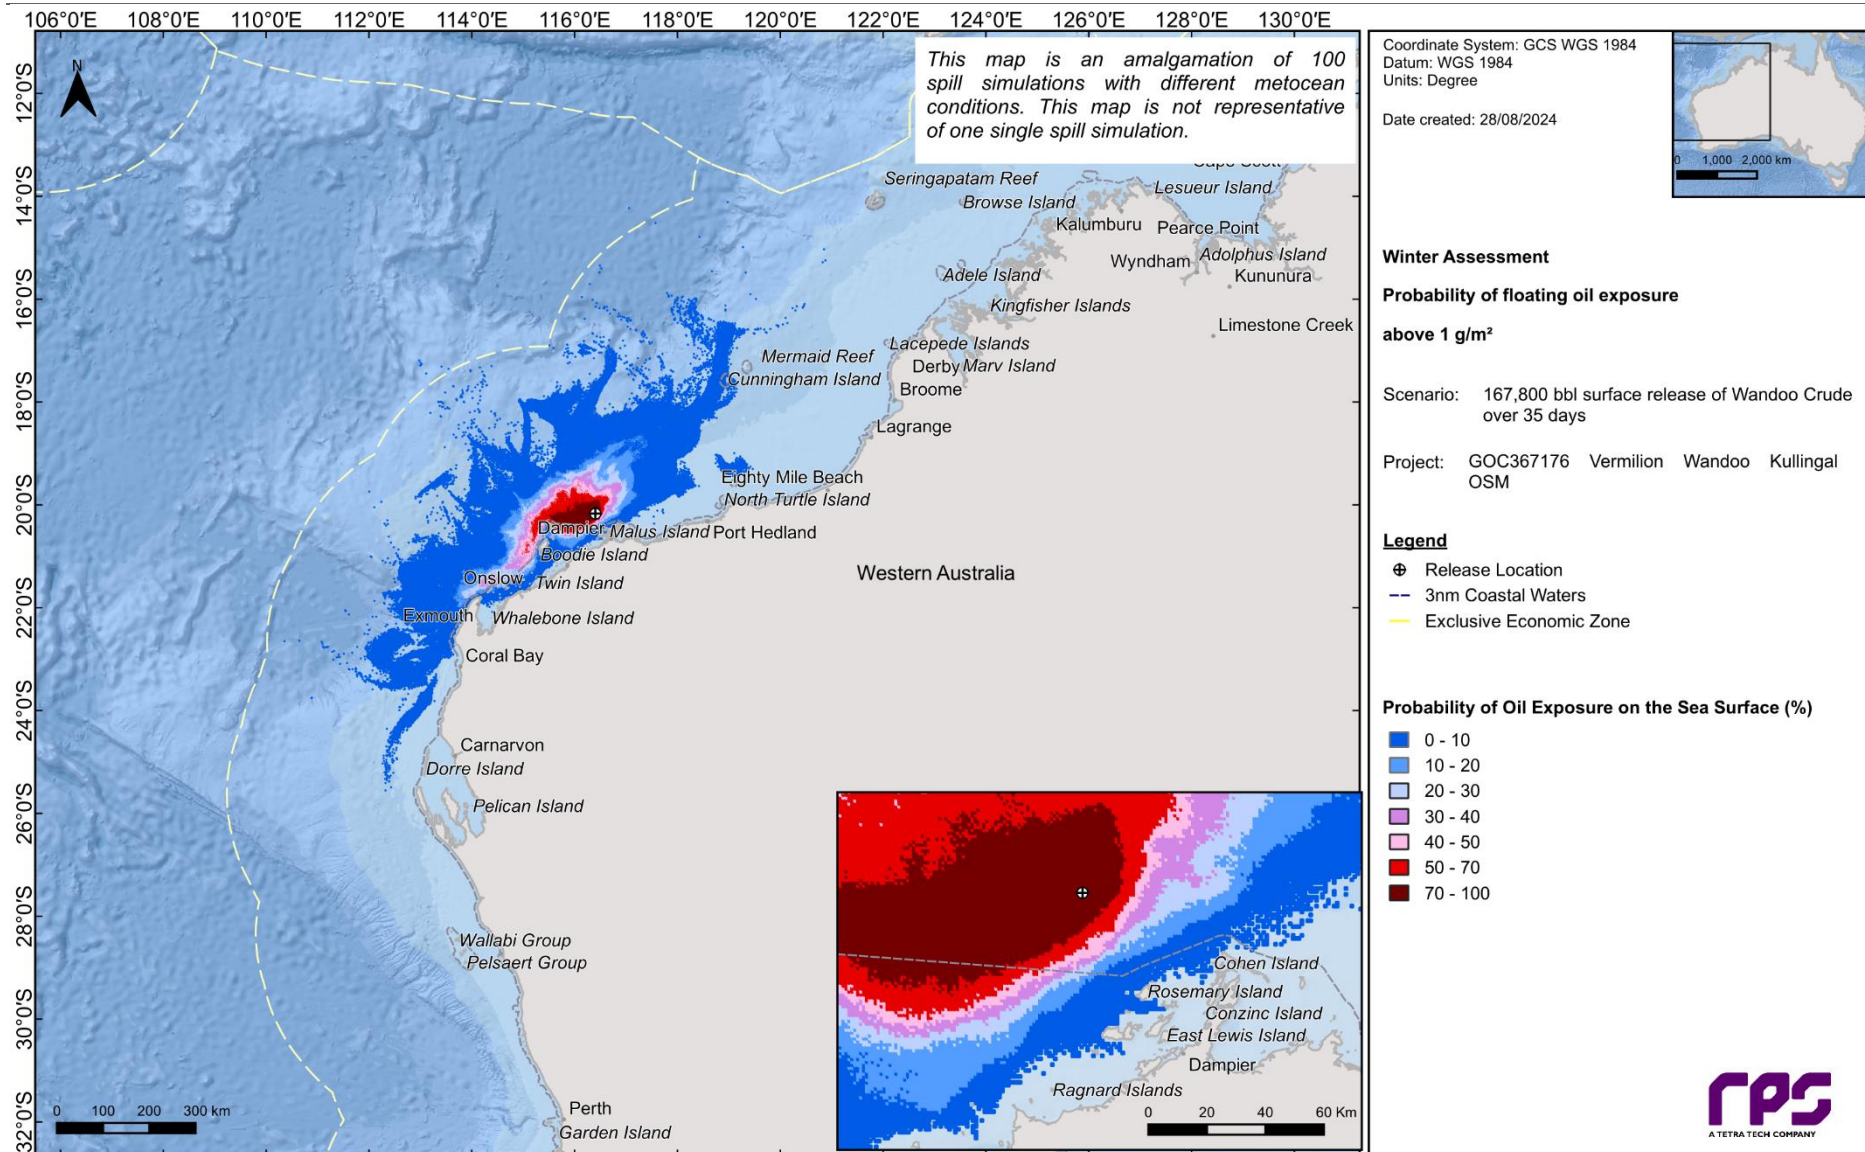 106°0'E 108°0'E 110°0'E 112°0'E 114°0'E 116°0'E 118°0'E 120°0'E 122°0'E 124°0'E 126°0'E 128°0'E 130°0'E
12°0'S
14°0'S
16°0'S
18°0'S
20°0'S
22°0'S
24°0'S
26°0'S
28°0'S
30°0'S
32°0'S
N
This map is an amalgamation of 100
spill simulations with different metocean
conditions. This map is not representative
of one single spill simulation.
Seringapatam Reef
Lesueur Island
Browse Island
Kalumburu
Pearce Point
Adolphus Island
Wyndham
Kununurra
Adele Island
Kingfisher Islands
Limestone Creek
Lacepede Islands
Mermaid Reef
Derby
Marv Island
Cunningham Island
Broome
Lagrange
Eighty Mile Beach
North Turtle Island
Dampier
Malus Island
Port Hedland
Boodie Island
Western Australia
Onslow
Twin Island
Exmouth
Whalebone Island
Coral Bay
Carnarvon
Dorre Island
Pelican Island
Wallabi Group
Pelsaert Group
Perth
Garden Island
0 100 200 300 km
Cohen Island
Rosemary Island
Conzinc Island
East Lewis Island
Dampier
Ragnard Islands
0 20 40 60 Km
Coordinate System: GCS WGS 1984
Datum: WGS 1984
Units: Degree
Date created: 28/08/2024
0 1,000 2,000 km
Winter Assessment
Probability of floating oil exposure
above 1 g/m²
Scenario: 167,800 bbl surface release of Wandoo Crude
over 35 days
Project: GOC367176 Vermilion Wandoo Kullingal
OSM
Legend
Release Location
3nm Coastal Waters
Exclusive Economic Zone
Probability of Oil Exposure on the Sea Surface (%)
0 - 10
10 - 20
20 - 30
30 - 40
40 - 50
50 - 70
70 - 100
rps
A TETRA TECH COMPANY